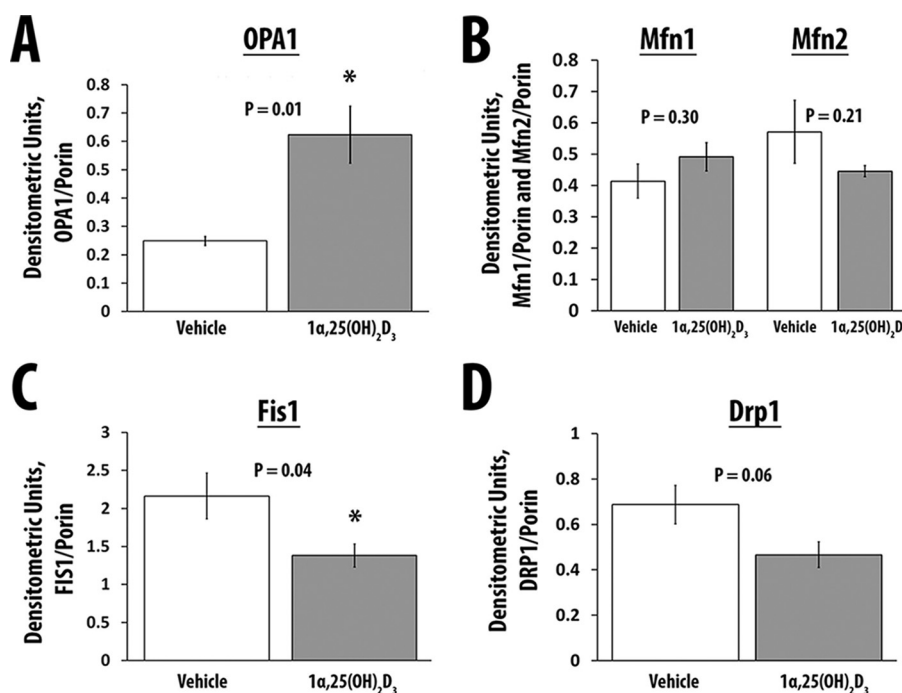 A
OPA1
Densitometric Units,
OPA1/Porin
0.8
0.7
0.6
0.5
0.4
0.3
0.2
0.1
0
P = 0.01
*
Vehicle
1α,25(OH)₂D₃
B
Mfn1
Mfn2
Densitometric Units,
Mfn1/Porin and Mfn2/Porin
0.8
0.7
0.6
0.5
0.4
0.3
0.2
0.1
0
P = 0.30
P = 0.21
Vehicle
1α,25(OH)₂D₃
Vehicle
1α,25(OH)₂D
C
Fis1
Densitometric Units,
FIS1/Porin
3
2.5
2
1.5
1
0.5
0
P = 0.04
*
Vehicle
1α,25(OH)₂D₃
D
Drp1
Densitometric Units,
DRP1/Porin
1
0.8
0.6
0.4
0.2
0
P = 0.06
Vehicle
1α,25(OH)₂D₃